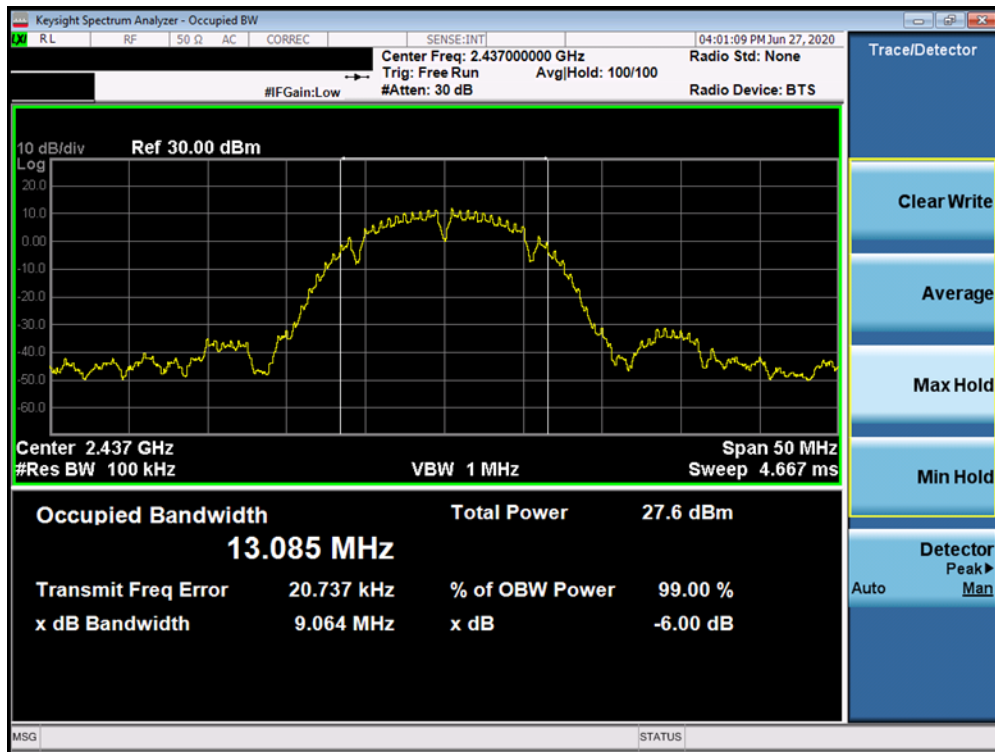 Keysight Spectrum Analyzer - Occupied BW
LXI RL RF 50 Ω AC CORREC SENSE:INT 04:01:09 PM Jun 27, 2020
Center Freq: 2.437000000 GHz Radio Std: None
Trig: Free Run Avg|Hold: 100/100
#IFGain:Low #Atten: 30 dB Radio Device: BTS
10 dB/div Ref 30.00 dBm
Log
20.0
10.0
0.00
-10.0
-20.0
-30.0
-40.0
-50.0
-60.0
Center 2.437 GHz Span 50 MHz
#Res BW 100 kHz VBW 1 MHz Sweep 4.667 ms
Occupied Bandwidth Total Power 27.6 dBm
13.085 MHz
Transmit Freq Error 20.737 kHz % of OBW Power 99.00 %
x dB Bandwidth 9.064 MHz x dB -6.00 dB
MSG STATUS
Trace/Detector
Clear Write
Average
Max Hold
Min Hold
Detector
Peak▶
Auto Man